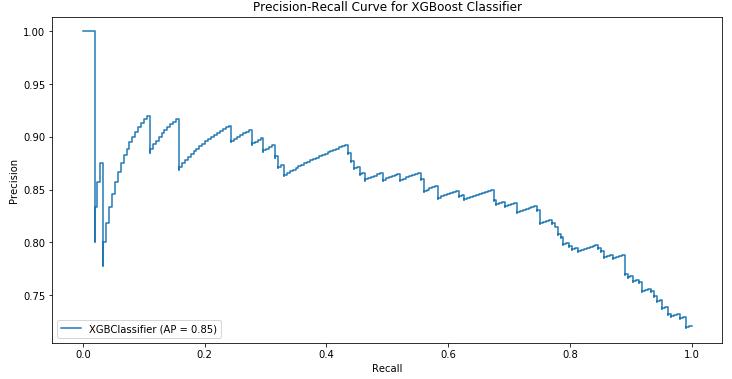 Precision-Recall Curve for XGBoost Classifier
1.00
0.95
0.90
0.85
0.80
0.75
Precision
XGBClassifier (AP = 0.85)
0.0 0.2 0.4 0.6 0.8 1.0
Recall